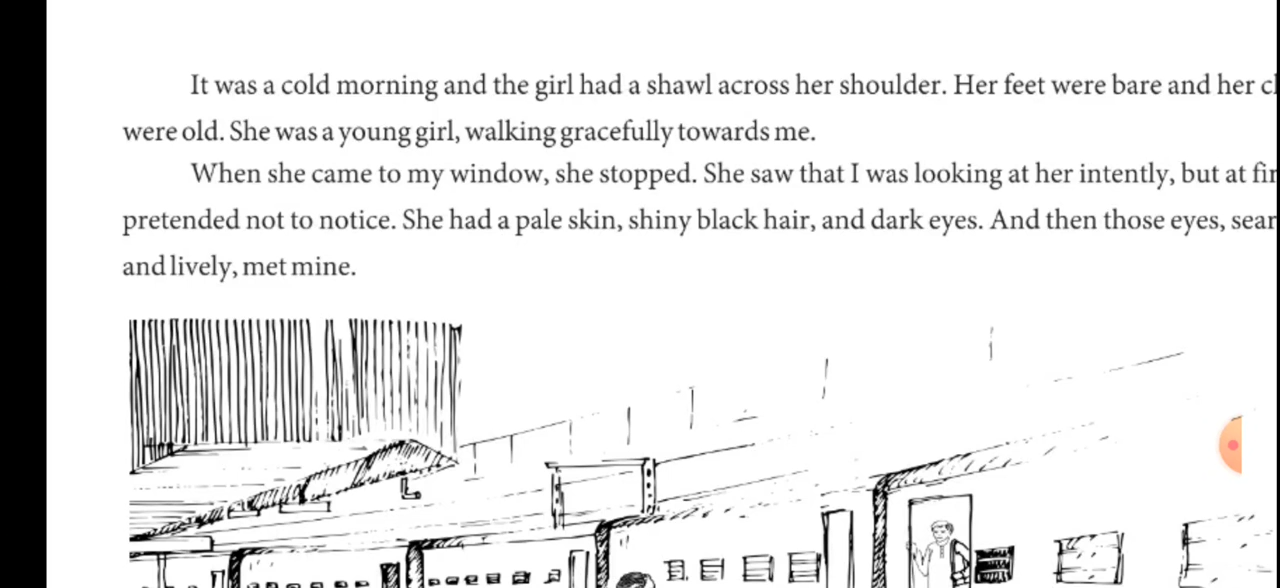 It was a cold morning and the girl had a shawl across her shoulder. Her feet were bare and her
were old. She was a young girl, walking gracefully towards me.
When she came to my window, she stopped. She saw that I was looking at her intently, but at
pretended not to notice. She had a pale skin, shiny black hair, and dark eyes. And then those eyes,
and lively, met mine.